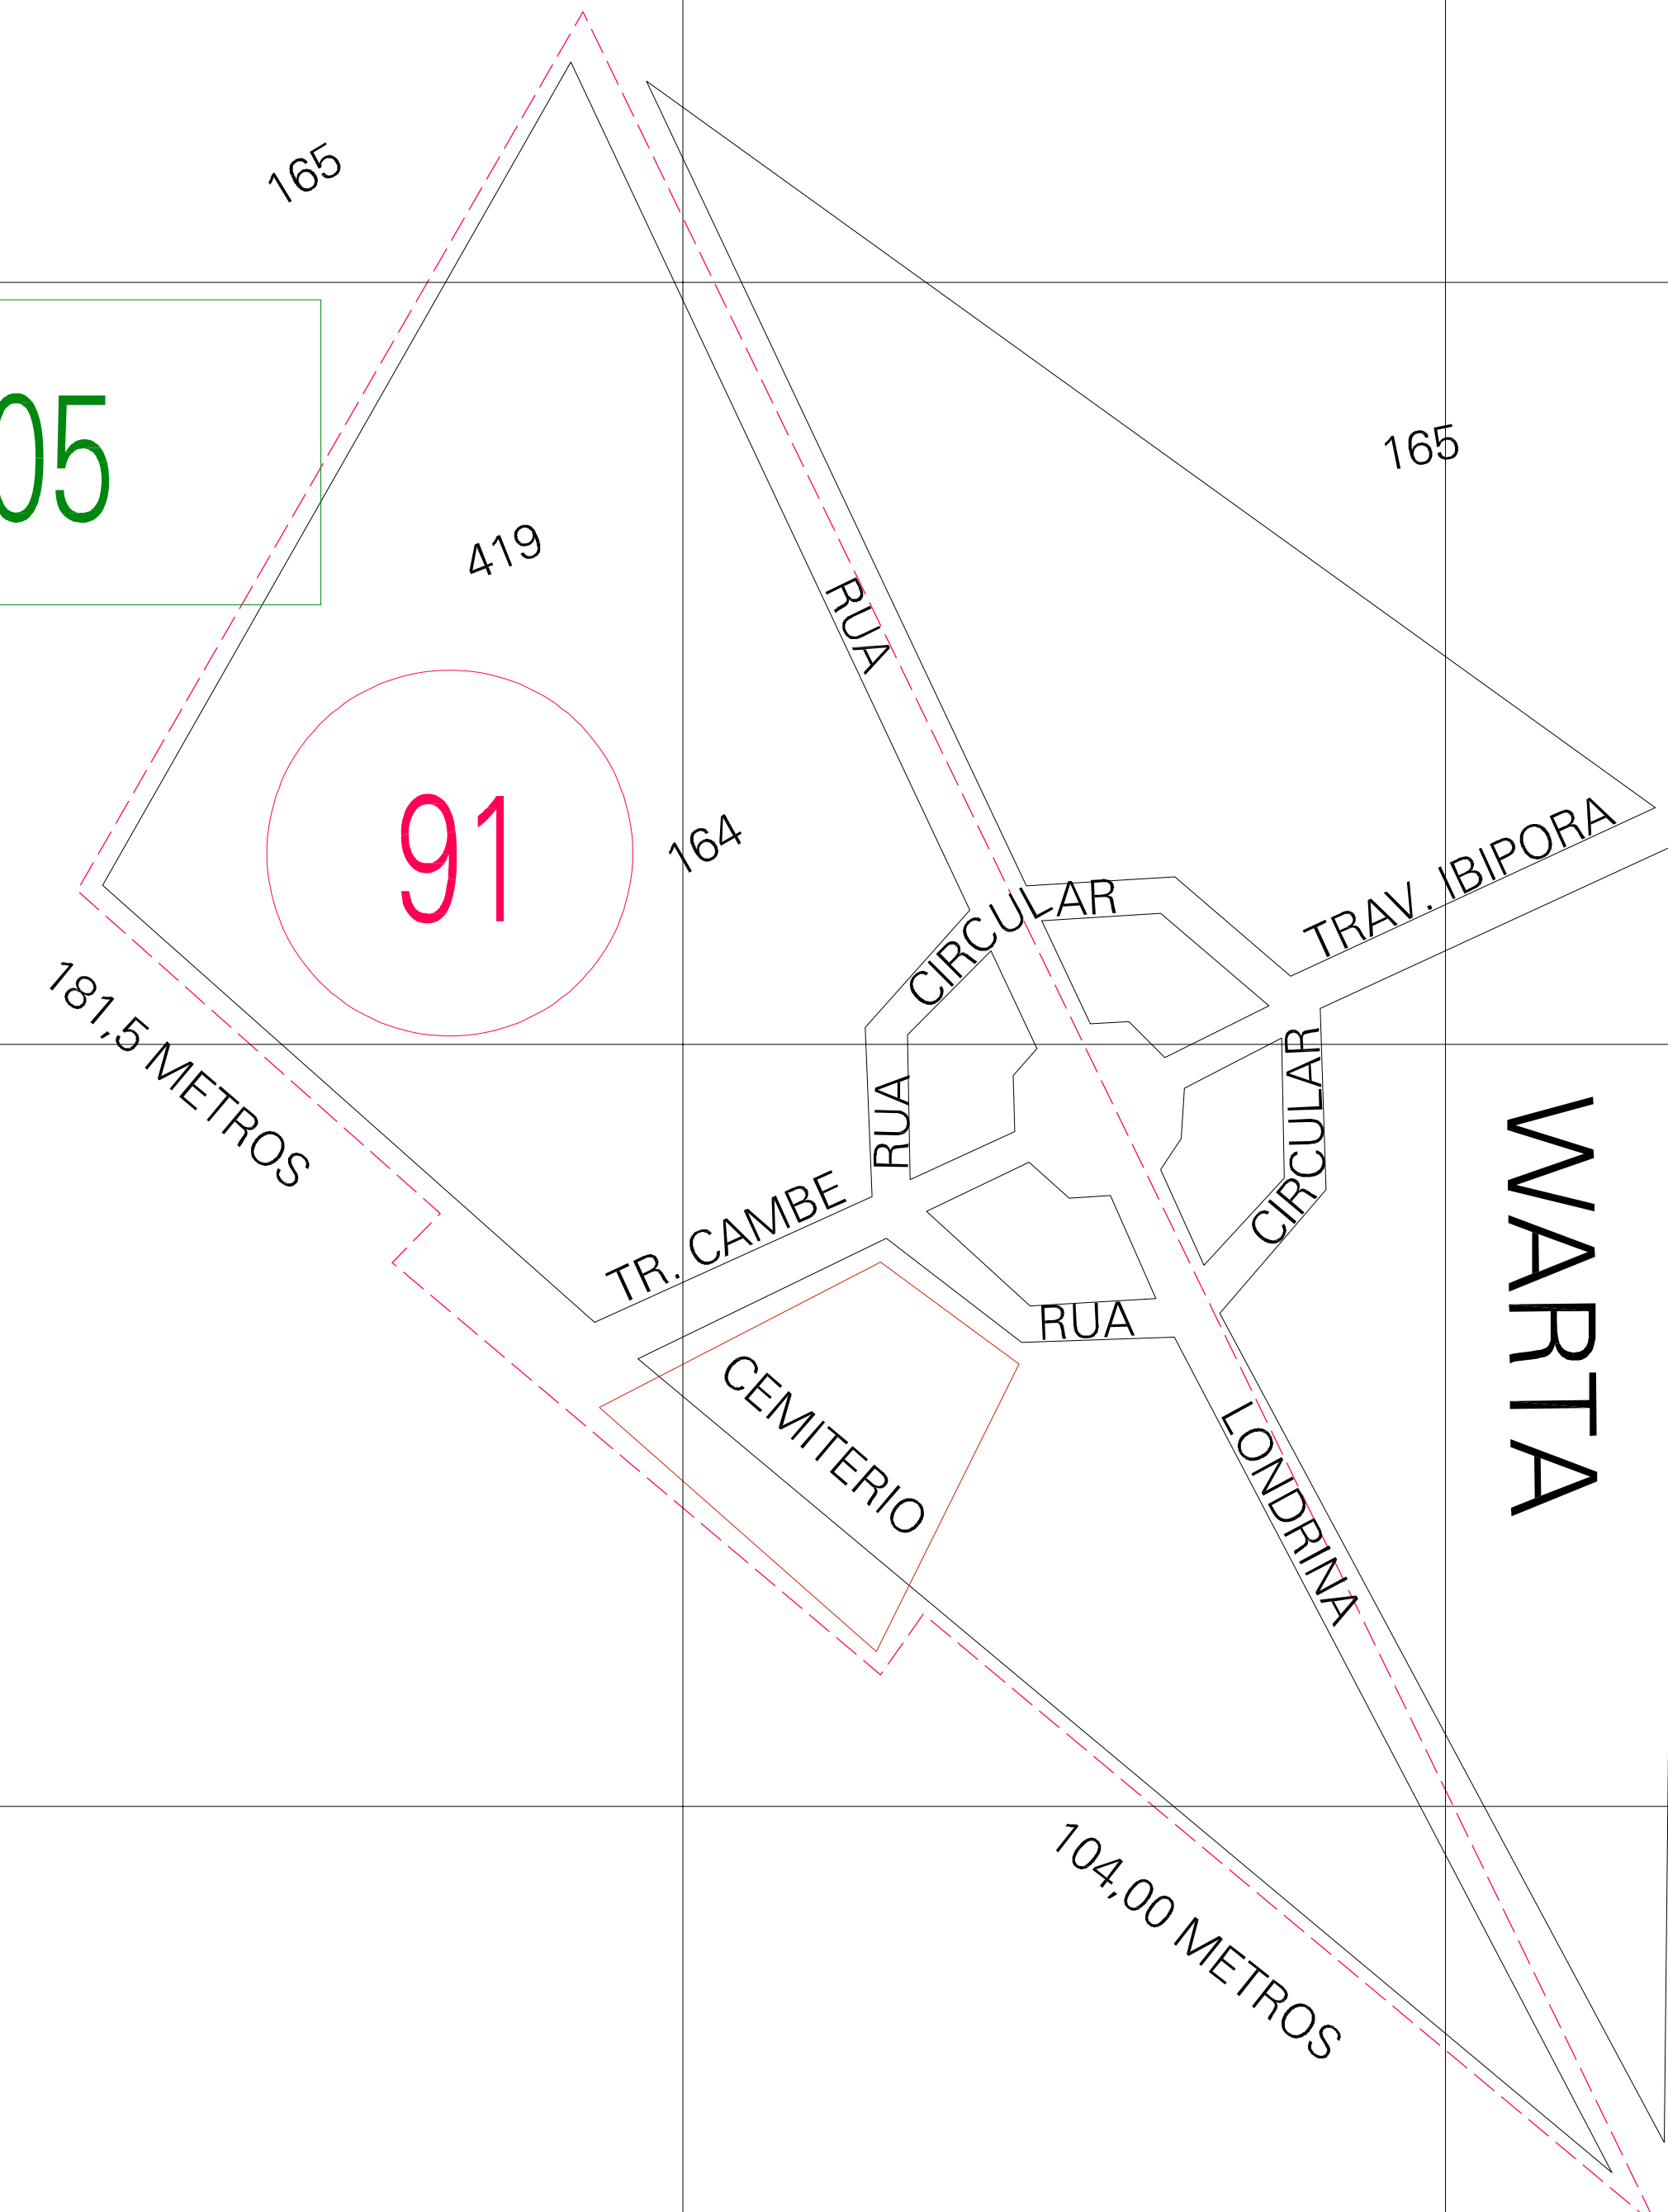 165
05
165
419
RUA
91
164
TRAV. IBIPORA
CIRCULAR
181,5 METROS
RUA
CIRCULAR
WARTA
TR. CAMBE
RUA
CEMITERIO
LONDRINA
104,00 METROS